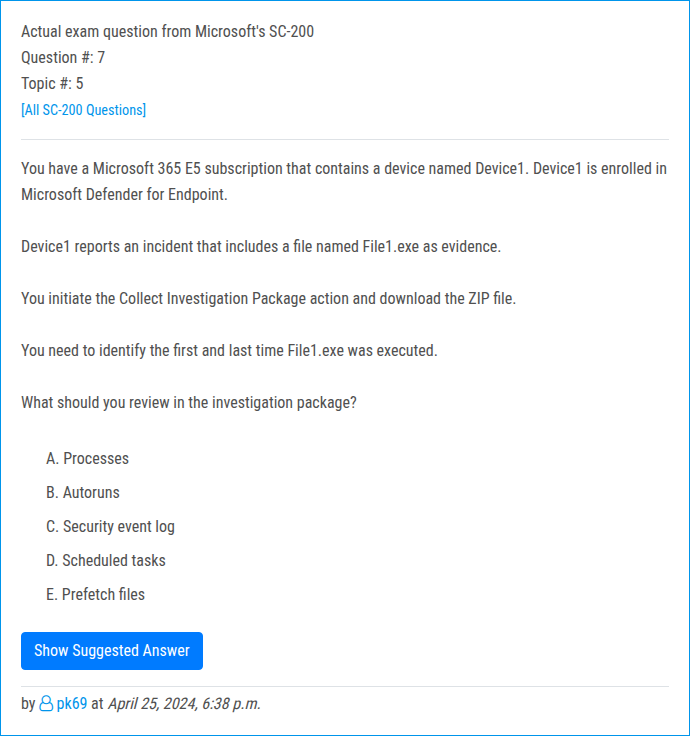 Actual exam question from Microsoft's SC-200
Question #: 7
Topic #: 5
[All SC-200 Questions]
You have a Microsoft 365 E5 subscription that contains a device named Device1. Device1 is enrolled in
Microsoft Defender for Endpoint.
Device1 reports an incident that includes a file named File1.exe as evidence.
You initiate the Collect Investigation Package action and download the ZIP file.
You need to identify the first and last time File1.exe was executed.
What should you review in the investigation package?
A. Processes
B. Autoruns
C. Security event log
D. Scheduled tasks
E. Prefetch files
Show Suggested Answer
by pk69 at April 25, 2024, 6:38 p.m.